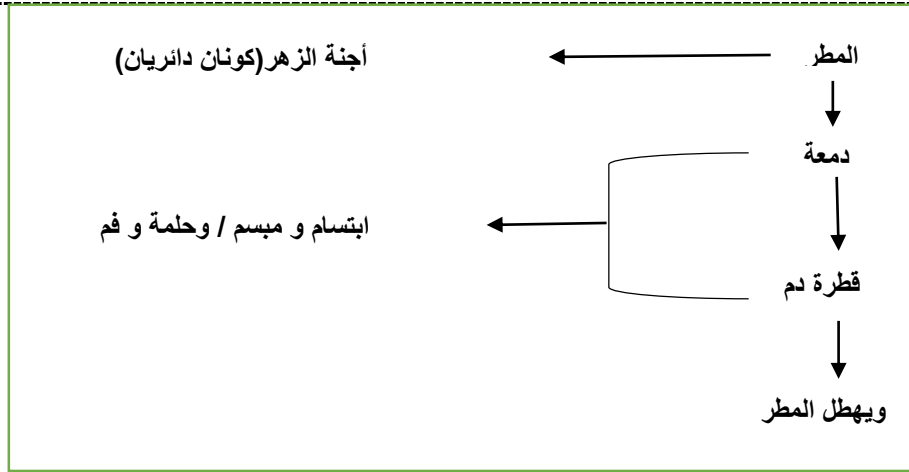 المطر
أجنة الزهر(كونان دائريان)
دمعة
ابتسام و مبسم / وحلمة و فم
قطرة دم
ويهطل المطر